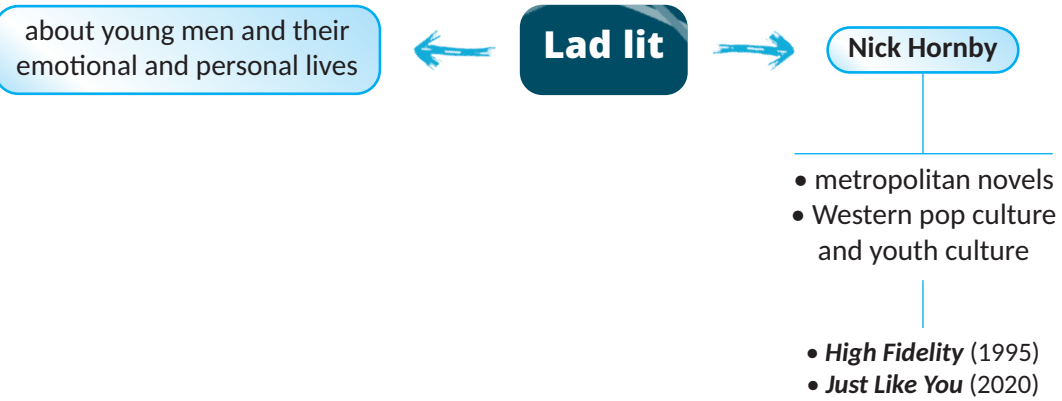 about young men and their
emotional and personal lives
Lad lit
Nick Hornby
• metropolitan novels
• Western pop culture
and youth culture
• High Fidelity (1995)
• Just Like You (2020)